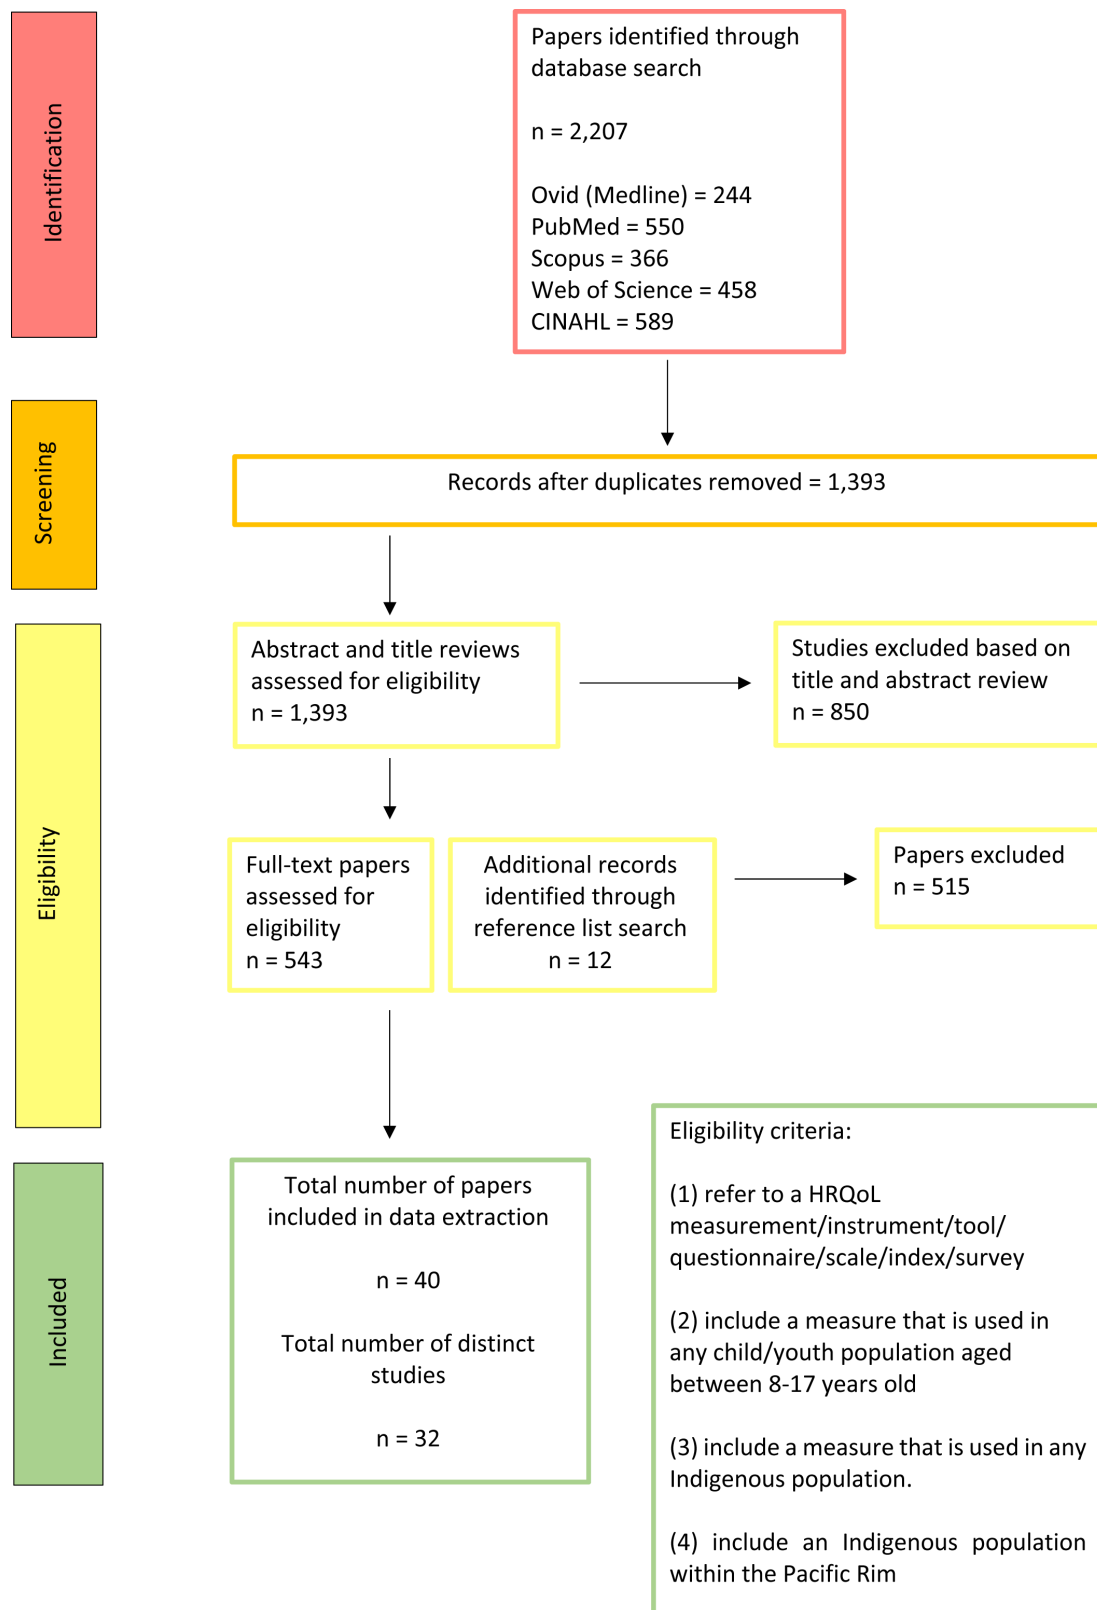 Identification
Papers identified through
database search
n = 2,207
Ovid (Medline) = 244
PubMed = 550
Scopus = 366
Web of Science = 458
CINAHL = 589
Screening
Records after duplicates removed = 1,393
Eligibility
Abstract and title reviews
assessed for eligibility
n = 1,393
Studies excluded based on
title and abstract review
n = 850
Full-text papers
assessed for
eligibility
n = 543
Additional records
identified through
reference list search
n = 12
Papers excluded
n = 515
Included
Total number of papers
included in data extraction
n = 40
Total number of distinct
studies
n = 32
Eligibility criteria:
(1) refer to a HRQoL
measurement/instrument/tool/
questionnaire/scale/index/survey
(2) include a measure that is used in
any child/youth population aged
between 8-17 years old
(3) include a measure that is used in any
Indigenous population.
(4) include an Indigenous population
within the Pacific Rim